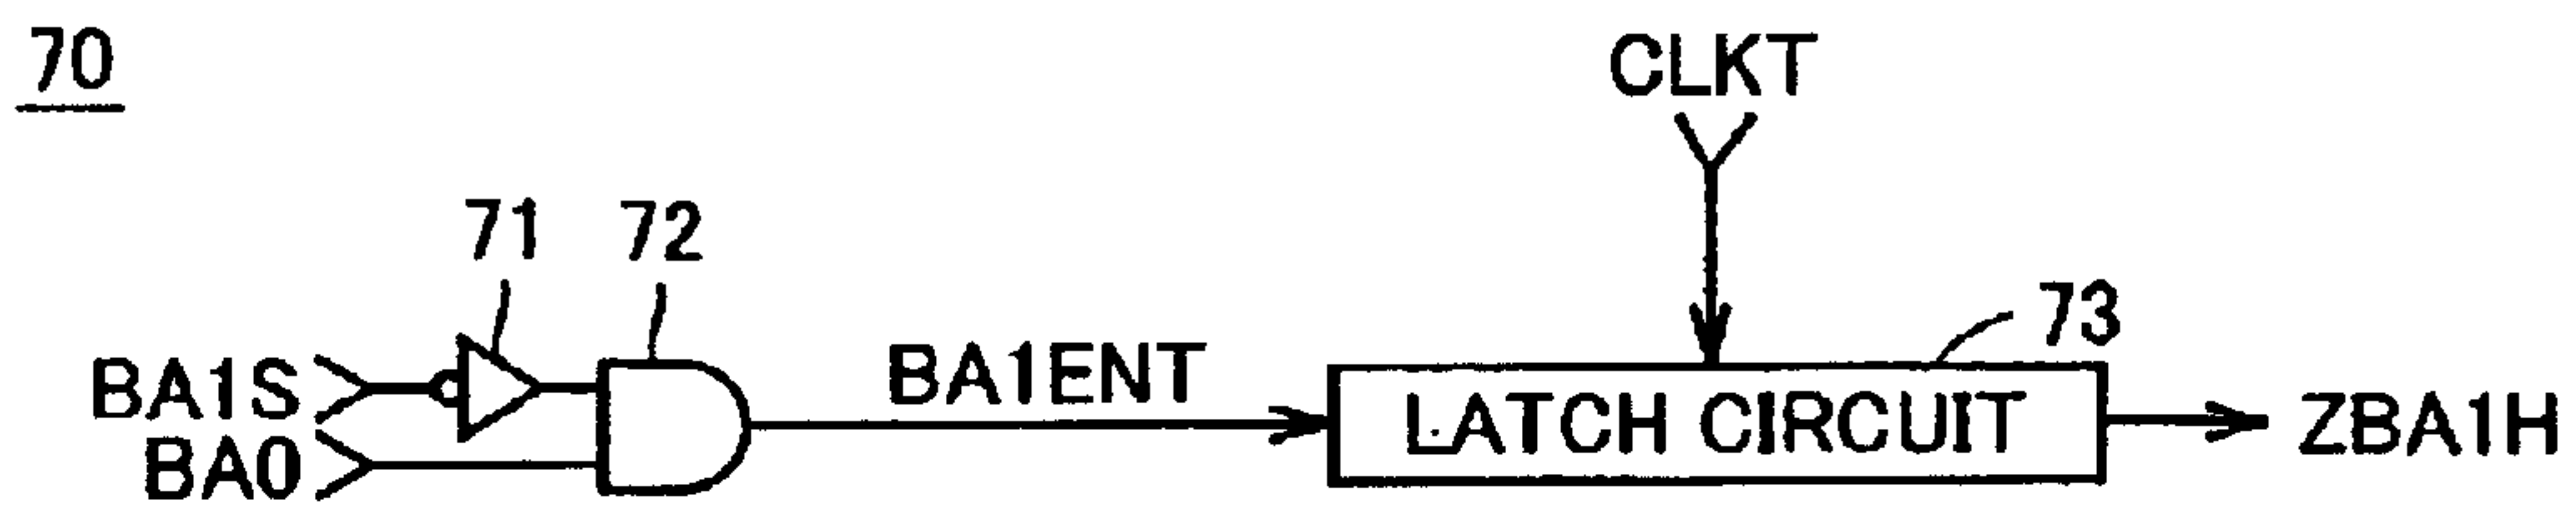 70
CLKT
71
72
73
BA1S
BA0
BA1ENT
LATCH CIRCUIT
ZBA1H